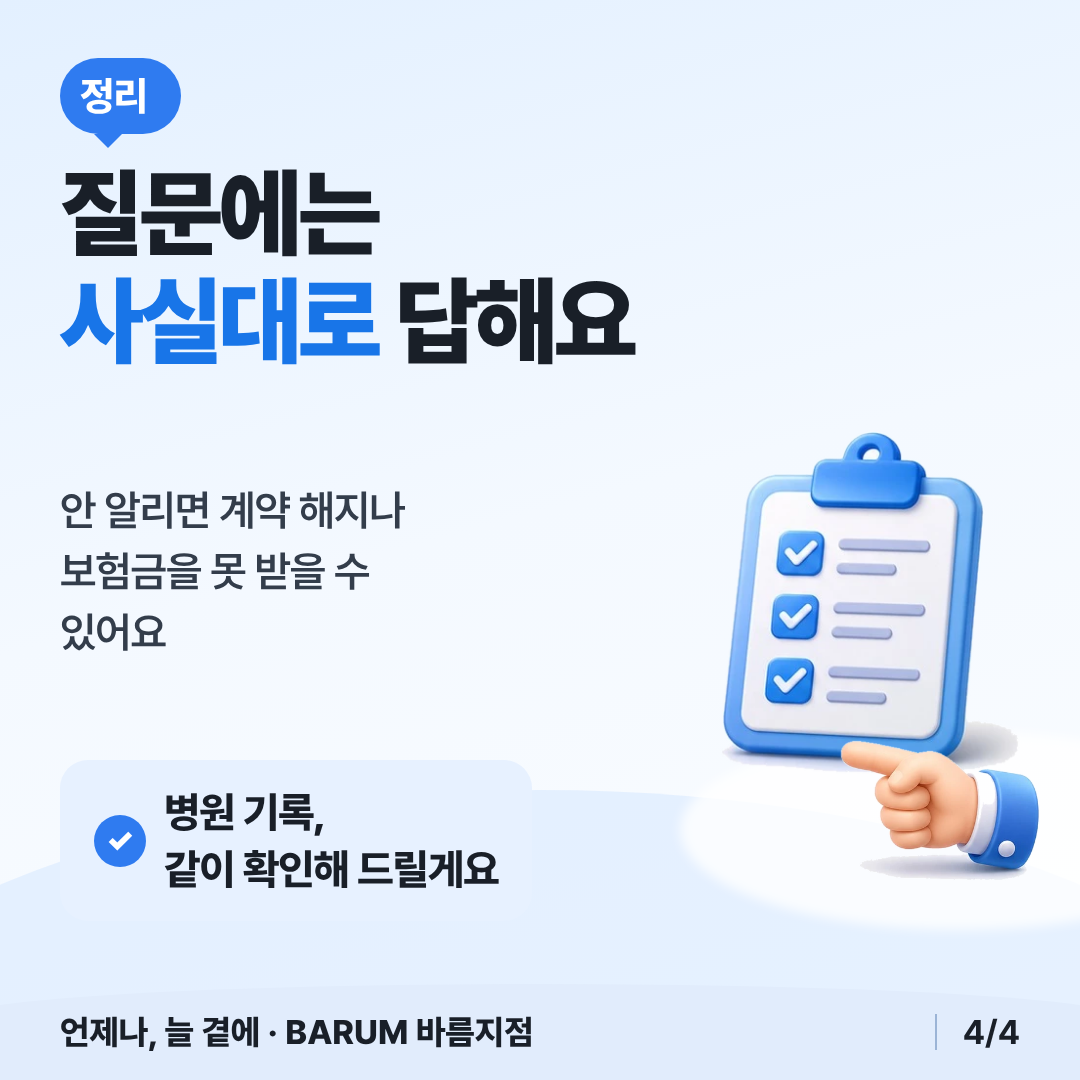 정리
질문에는
사실대로 답해요
안 알리면 계약 해지나
보험금을 못 받을 수
있어요
병원 기록,
같이 확인해 드릴게요
언제나, 늘 곁에 · BARUM 바름지점
4/4